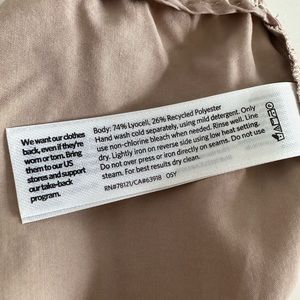 We want our clothes
back, even if they're
worn or torn. Bring
them to our US
stores and support
our take-back
program.
Body: 74% Lyocell, 26% Recycled Polyester
Hand wash cold separately, using mild detergent. Only
use non-chlorine bleach when needed. Rinse well. Line
dry. Lightly iron on reverse side using low heat setting.
Do not over press or iron directly on seams. Do not use
steam. For best results dry clean.
RN#78121/CA#63918 OSY